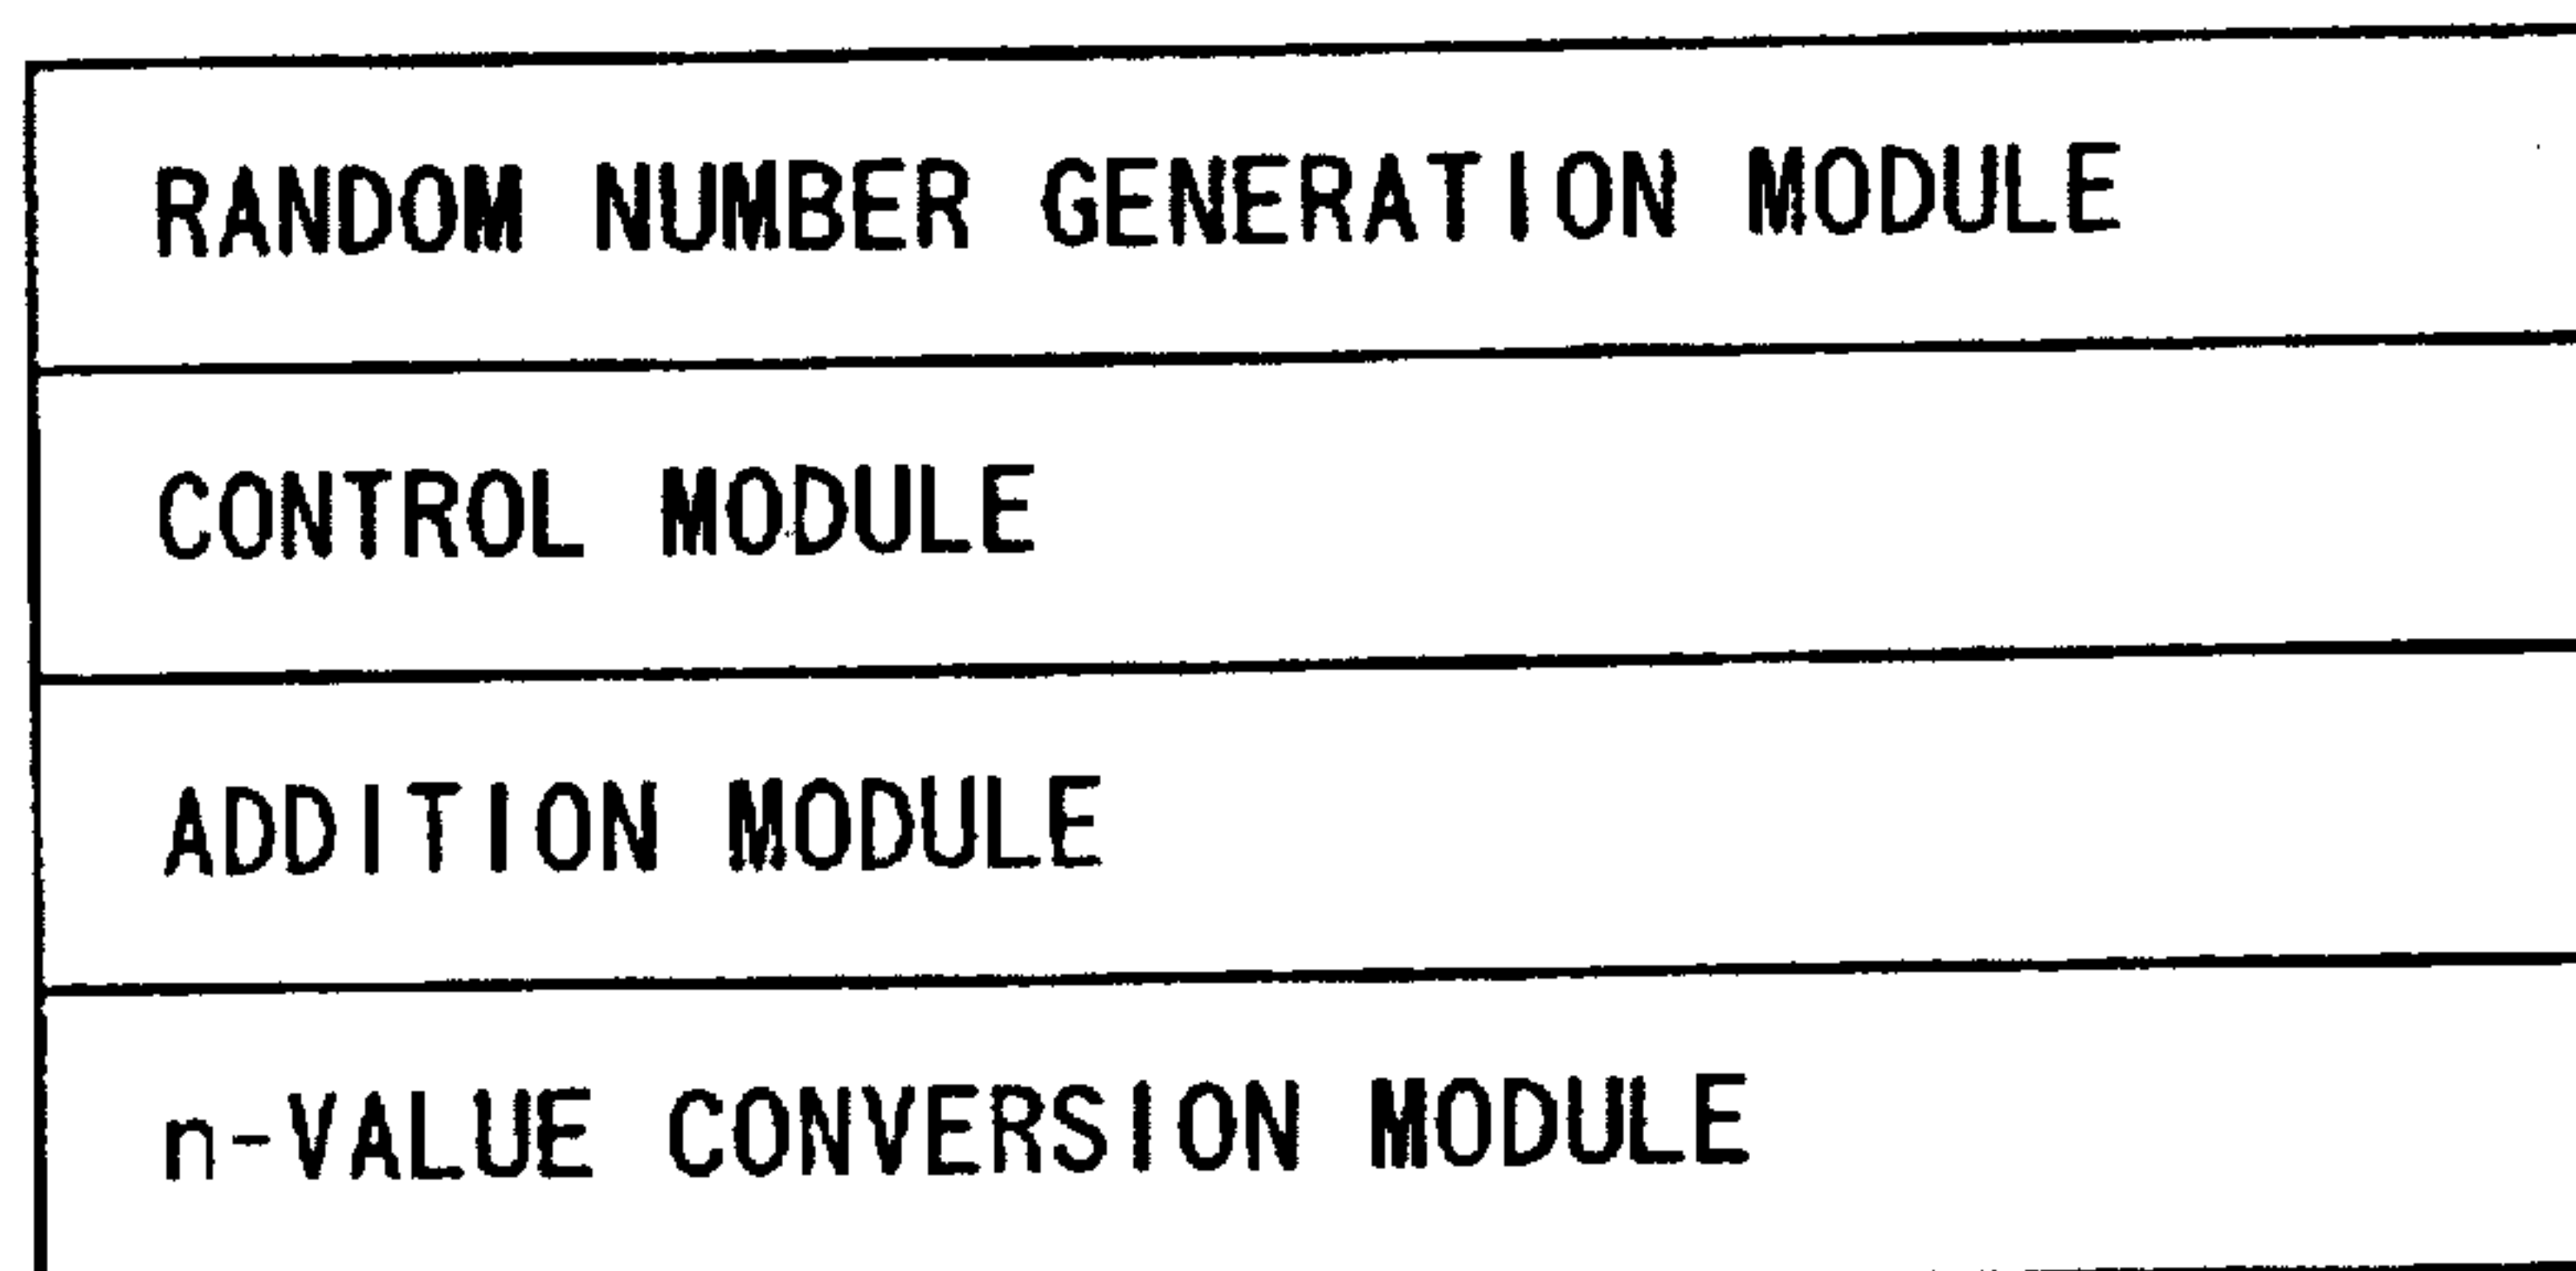 RANDOM NUMBER GENERATION MODULE
CONTROL MODULE
ADDITION MODULE
n-VALUE CONVERSION MODULE